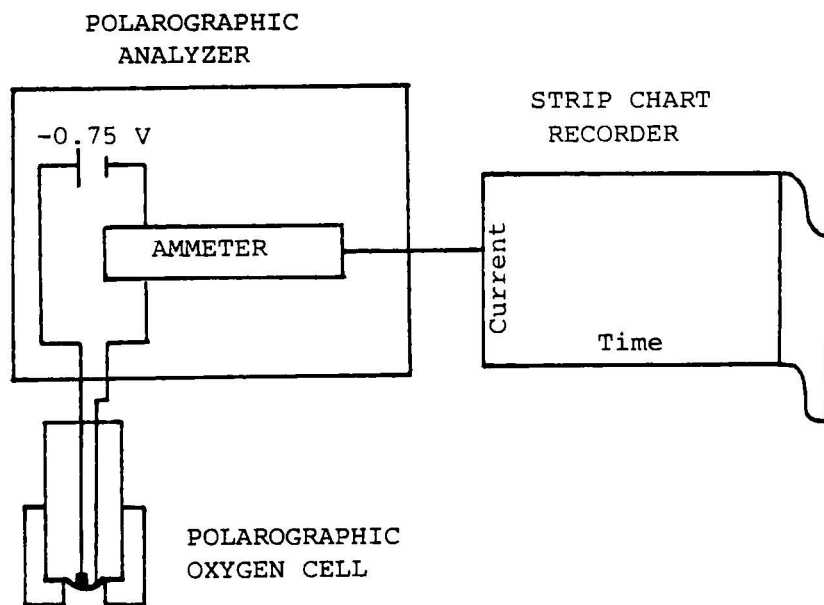 POLAROGRAPHIC
ANALYZER
-0.75 V
AMMETER
STRIP CHART
RECORDER
Current
Time
POLAROGRAPHIC
OXYGEN CELL